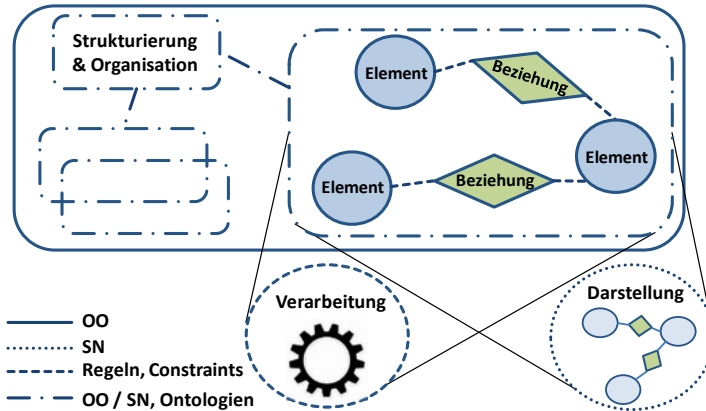 Strukturierung
& Organisation
Element
Beziehung
Element
Element
Beziehung
Verarbeitung
Darstellung
OO
SN
Regeln, Constraints
OO / SN, Ontologien